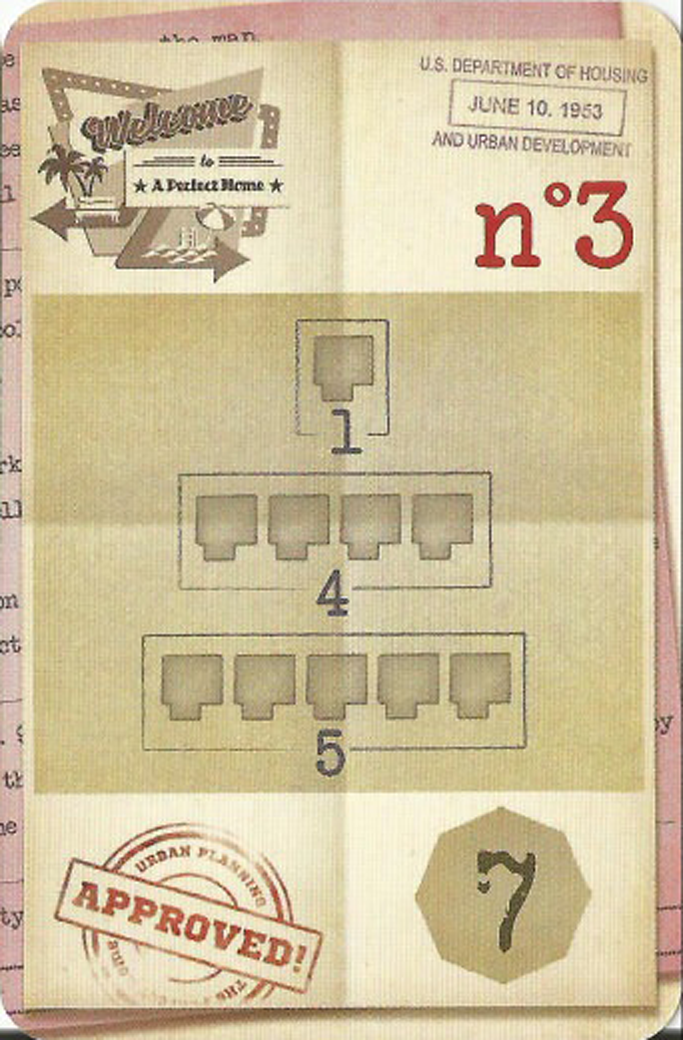 the map
Welcome
to
★ A Perfect Home ★
U.S. DEPARTMENT OF HOUSING
JUNE 10. 1953
AND URBAN DEVELOPMENT
n°3
1
4
5
URBAN PLANNING
APPROVED!
7